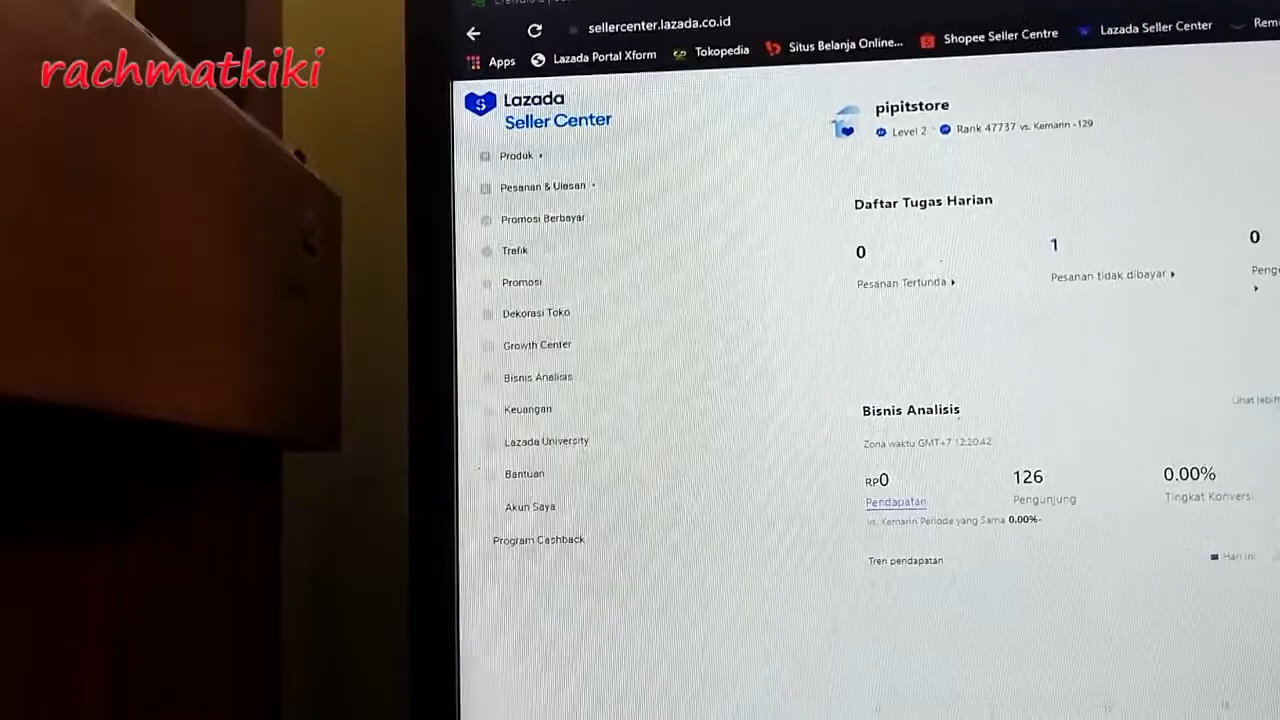 rachmatkiki
sellercenter.lazada.co.id
Apps
Lazada Portal Xform
Tokopedia
Situs Belanja Online...
Shopee Seller Centre
Lazada Seller Center
Lazada
Seller Center
pipitstore
Level 2
Rank 47737 vs. Kemarin -129
Produk
Pesanan & Ulasan
Promosi Berbayar
Trafik
Promosi
Dekorasi Toko
Growth Center
Bisnis Analisis
Keuangan
Lazada University
Bantuan
Akun Saya
Program Cashback
Daftar Tugas Harian
0
1
0
Pesanan Tertunda
Pesanan tidak dibayar
Bisnis Analisis
Zona waktu GMT+7 12:20:42
RP0
126
0.00%
Pendapatan
Pengunjung
Tingkat Konversi
vs. Kemarin Periode yang Sama 0.00%-
Tren pendapatan
Hari ini